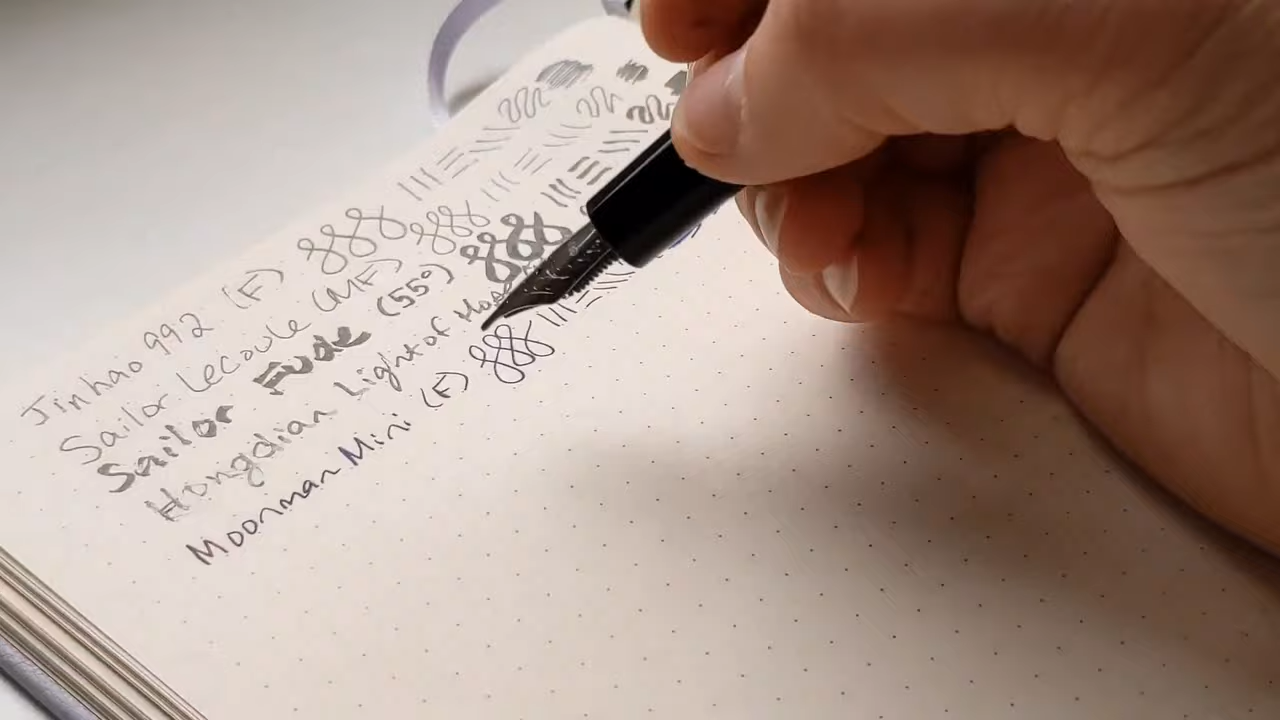 Jinhao 992 (F)
Sailor Lecoule (MF)
Sailor Fude (55°)
Hongdian Light of
Moonman Mini (F)